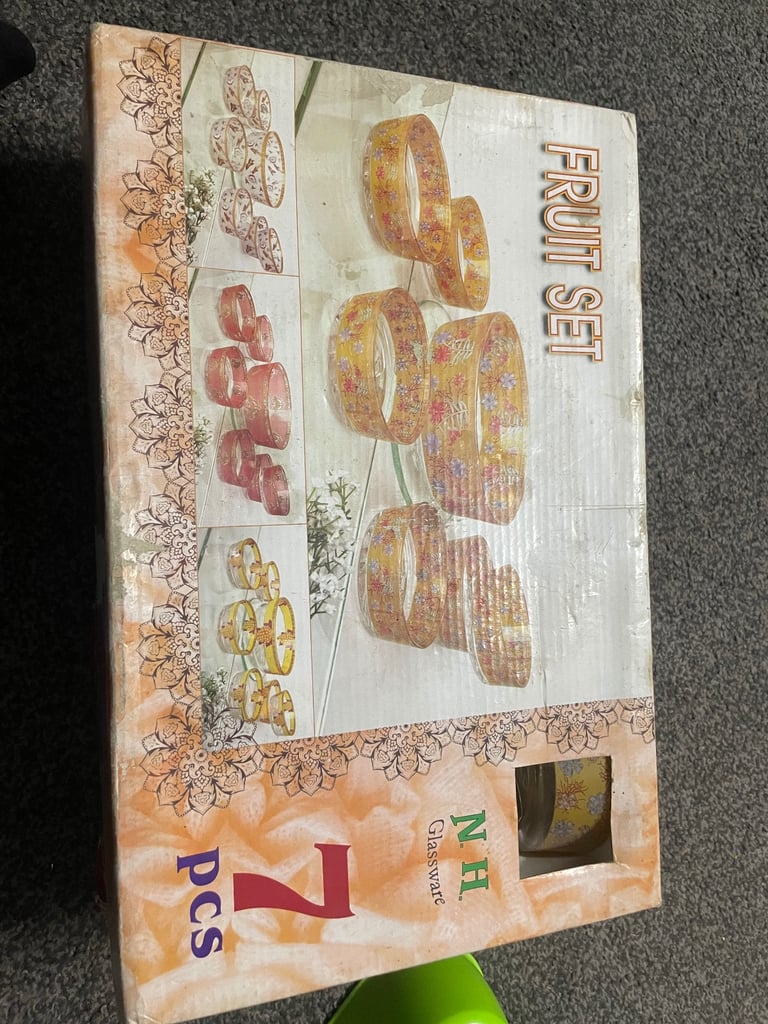 FRUIT SET
N. H.
Glassware
7
pcs